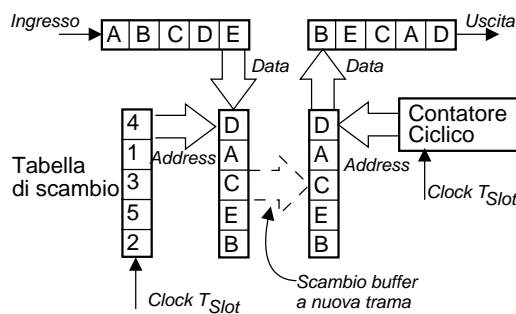 Ingresso
A B C D E
B E C A D
Uscita
Data
Data
4
1
3
5
2
Address
D
A
C
E
B
D
A
C
E
B
Address
Contatore
Ciclico
Tabella
di scambio
Clock TSlot
Clock TSlot
Scambio buffer
a nuova trama